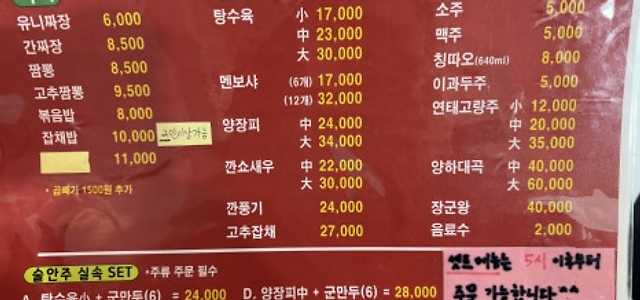 유니짜장 6,000
간짜장 8,500
짬뽕 8,500
고추짬뽕 9,500
볶음밥 8,000
잡채밥 10,000
11,000
• 곱빼기 1500원 추가
탕수육 小 17,000
中 23,000
大 30,000
멘보샤 (6개) 17,000
(12개) 32,000
양장피 中 24,000
大 34,000
깐쇼새우 中 22,000
大 30,000
깐풍기 24,000
고추잡채 27,000
소주 5,000
맥주 5,000
칭따오(640ml) 8,000
이과두주 5,000
연태고량주 小 12,000
中 20,000
大 35,000
양하대곡 中 40,000
大 60,000
장군왕 40,000
음료수 2,000
술안주 실속 SET • 주류 주문 필수
A. 탕수육小 + 군만두(6) = 24,000
D. 양장피中 + 군만두(6) = 28,000
셋트 메뉴는 5시 이후부터
주문 가능합니다^^